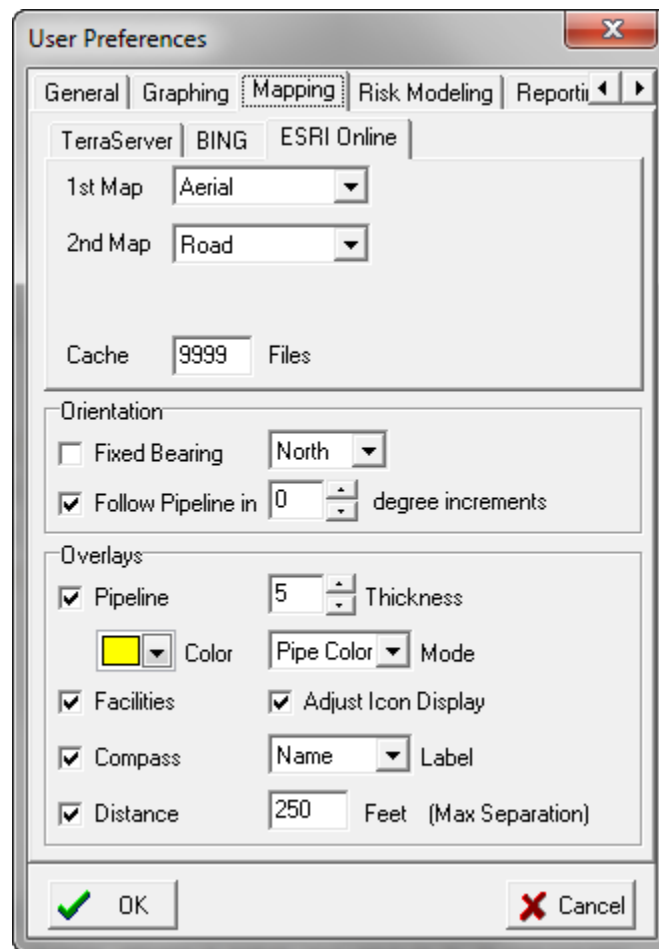 User Preferences
General Graphing Mapping Risk Modeling Reporti
TerraServer BING ESRI Online
1st Map Aerial
2nd Map Road
Cache 9999 Files
Orientation
Fixed Bearing North
Follow Pipeline in 0 degree increments
Overlays
Pipeline 5 Thickness
Color Pipe Color Mode
Facilities Adjust Icon Display
Compass Name Label
Distance 250 Feet (Max Separation)
OK Cancel